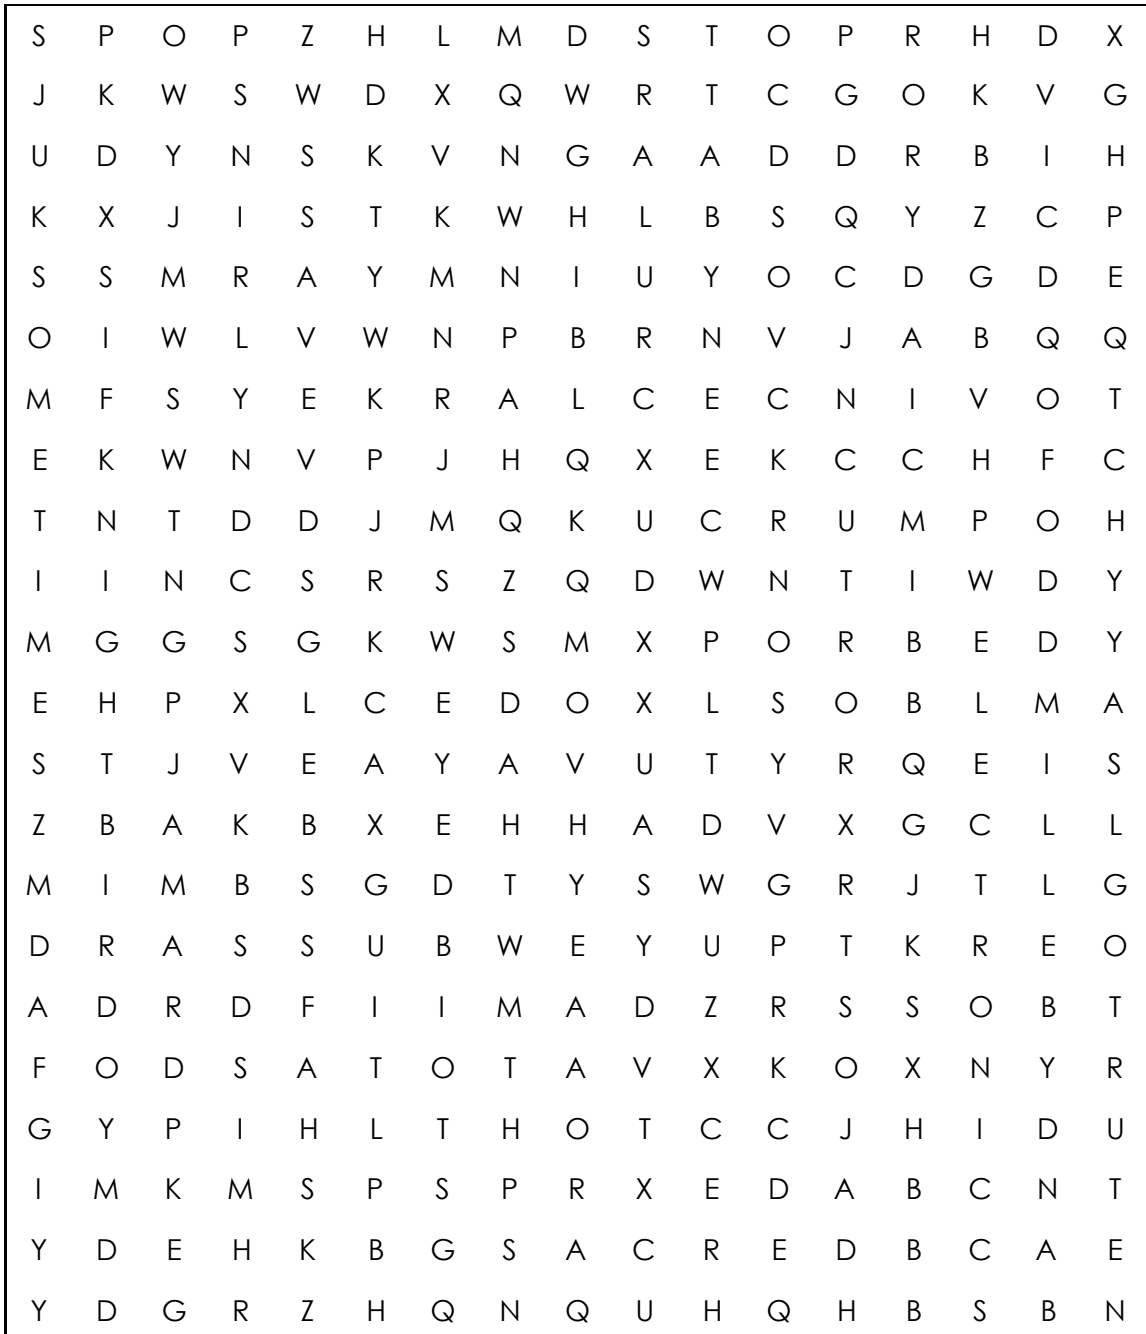 S P O P Z H L M D S T O P R H D X
J K W S W D X Q W R T C G O K V G
U D Y N S K V N G A A D D R B I H
K X J I S T K W H L B S Q Y Z C P
S S M R A Y M N I U Y O C D G D E
O I W L V W N P B R N V J A B Q Q
M F S Y E K R A L C E C N I V O T
E K W N V P J H Q X E K C C H F C
T N T D D J M Q K U C R U M P O H
I I N C S R S Z Q D W N T I W D Y
M G G S G K W S M X P O R B E D Y
E H P X L C E D O X L S O B L M A
S T J V E A Y A V U T Y R Q E I S
Z B A K B X E H H A D V X G C L L
M I M B S G D T Y S W G R J T L G
D R A S S U B W E Y U P T K R E O
A D R D F I I M A D Z R S S O B T
F O D S A T O T A V X K O X N Y R
G Y P I H L T H O T C C J H I D U
I M K M S P S P R X E D A B C N T
Y D E H K B G S A C R E D B C A E
Y D G R Z H Q N Q U H Q H B S B N